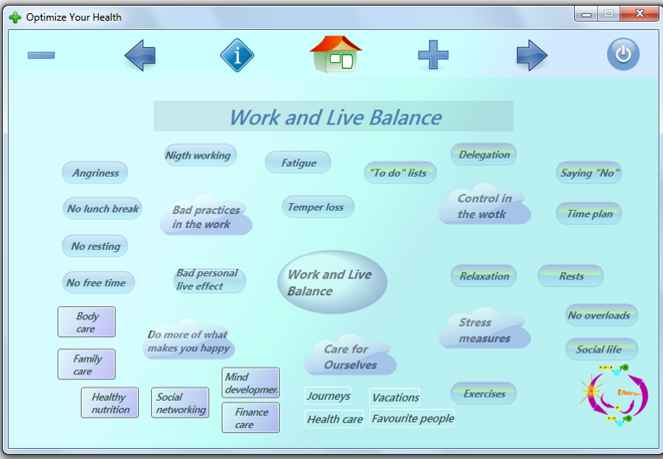 Optimize Your Health
Work and Live Balance
Nigth working
Fatigue
Delegation
Angriness
"To do" lists
Saying "No"
No lunch break
Bad practices
in the work
Temper loss
Control in
the wotk
Time plan
No resting
No free time
Bad personal
live effect
Work and Live
Balance
Relaxation
Rests
Body
care
Do more of what
makes you happy
Stress
measures
No overloads
Family
care
Care for
Ourselves
Social life
Healthy
nutrition
Social
networking
Mind
developmer.
Finance
care
Journeys
Vacations
Exercises
Health care
Favourite people